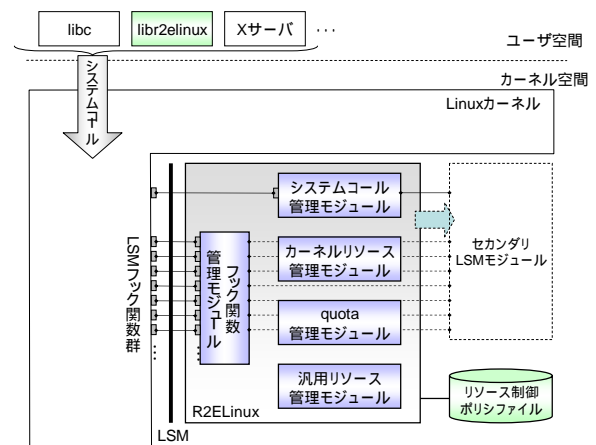 libc
libr2elinux
Xサーバ
…
ユーザ空間
システムコール
カーネル空間
Linuxカーネル
LSMフック関数群
…
LSM
フック関数
管理モジュール
…
システムコール
管理モジュール
カーネルリソース
管理モジュール
quota
管理モジュール
汎用リソース
管理モジュール
R2ELinux
セカンダリ
LSMモジュール
リソース制御
ポリシファイル